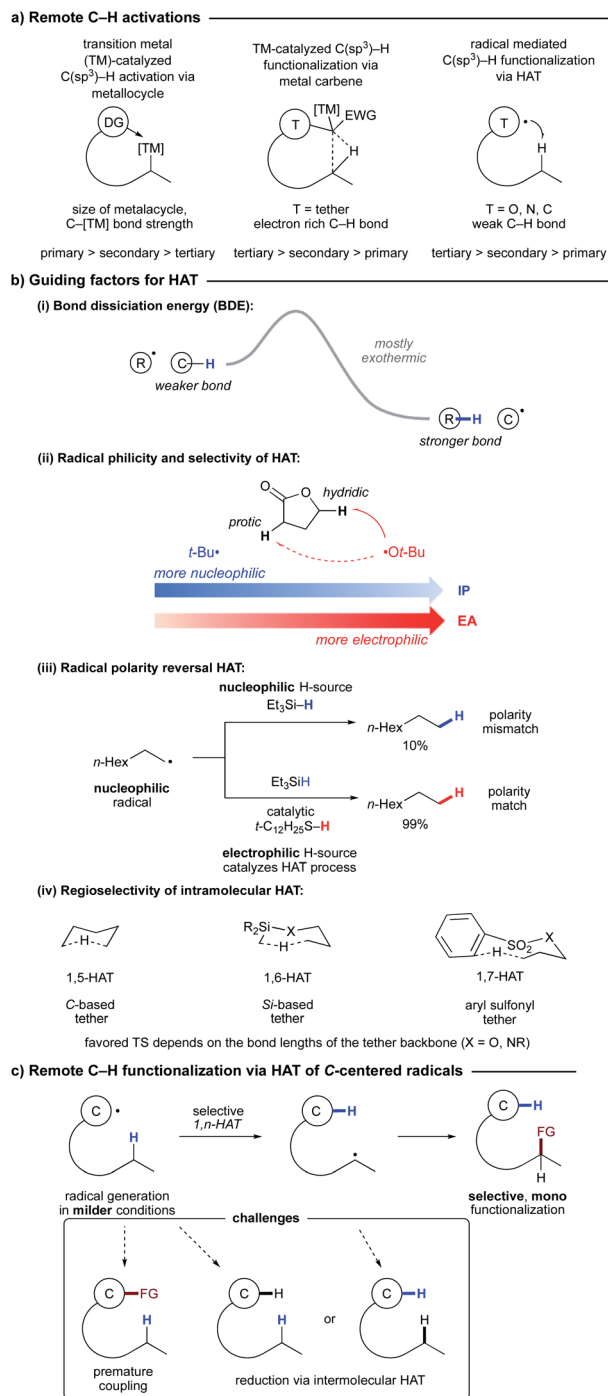 a) Remote C–H activations
transition metal
(TM)-catalyzed
C(sp³)–H activation via
metallocycle
TM-catalyzed C(sp³)–H
functionalization via
metal carbene
radical mediated
C(sp³)–H functionalization
via HAT
DG
[TM]
T
[TM]
EWG
H
T
•
H
size of metalacycle,
C–[TM] bond strength
T = tether
electron rich C–H bond
T = O, N, C
weak C–H bond
primary > secondary > tertiary
tertiary > secondary > primary
tertiary > secondary > primary
b) Guiding factors for HAT
(i) Bond dissiciation energy (BDE):
mostly
exothermic
R• C–H
weaker bond
R–H C•
stronger bond
(ii) Radical philicity and selectivity of HAT:
O
O
hydridic
H
protic
H
t-Bu•
•Ot-Bu
more nucleophilic
IP
EA
more electrophilic
(iii) Radical polarity reversal HAT:
nucleophilic H-source
Et₃Si–H
n-Hex
H
10%
polarity
mismatch
n-Hex
•
nucleophilic
radical
Et₃SiH
catalytic
t-C₁₂H₂₅S–H
n-Hex
H
99%
polarity
match
electrophilic H-source
catalyzes HAT process
(iv) Regioselectivity of intramolecular HAT:
H
R₂Si
X
H
SO₂
X
H
1,5-HAT
1,6-HAT
1,7-HAT
C-based
tether
Si-based
tether
aryl sulfonyl
tether
favored TS depends on the bond lengths of the tether backbone (X = O, NR)
c) Remote C–H functionalization via HAT of C-centered radicals
C
•
H
selective
1,n-HAT
C–H
•
C–H
FG
H
radical generation
in milder conditions
selective, mono
functionalization
challenges
C–FG
H
C–H
H
or
C–H
H
premature
coupling
reduction via intermolecular HAT